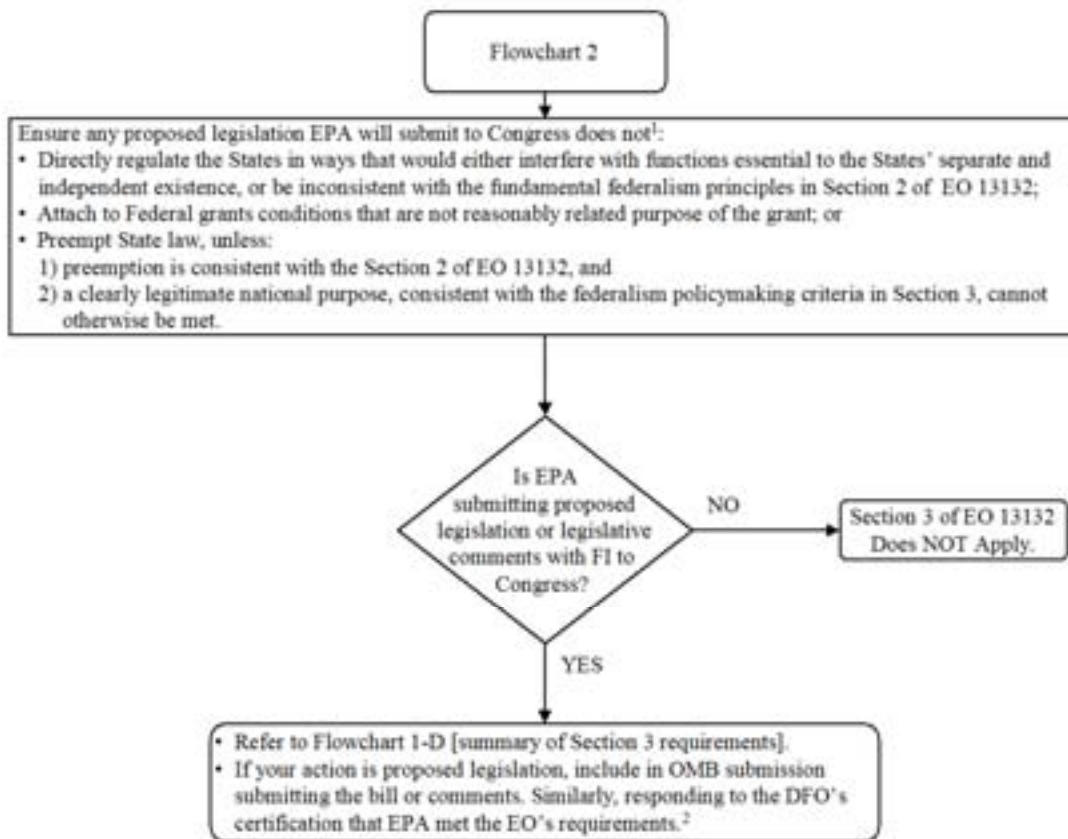 Flowchart 2
Ensure any proposed legislation EPA will submit to Congress does not¹:
• Directly regulate the States in ways that would either interfere with functions essential to the States' separate and
independent existence, or be inconsistent with the fundamental federalism principles in Section 2 of EO 13132;
• Attach to Federal grants conditions that are not reasonably related purpose of the grant; or
• Preempt State law, unless:
1) preemption is consistent with the Section 2 of EO 13132, and
2) a clearly legitimate national purpose, consistent with the federalism policymaking criteria in Section 3, cannot
otherwise be met.
Is EPA
submitting proposed
legislation or legislative
comments with FI to
Congress?
NO
Section 3 of EO 13132
Does NOT Apply.
YES
• Refer to Flowchart 1-D [summary of Section 3 requirements].
• If your action is proposed legislation, include in OMB submission
submitting the bill or comments. Similarly, responding to the DFO's
certification that EPA met the EO's requirements.²